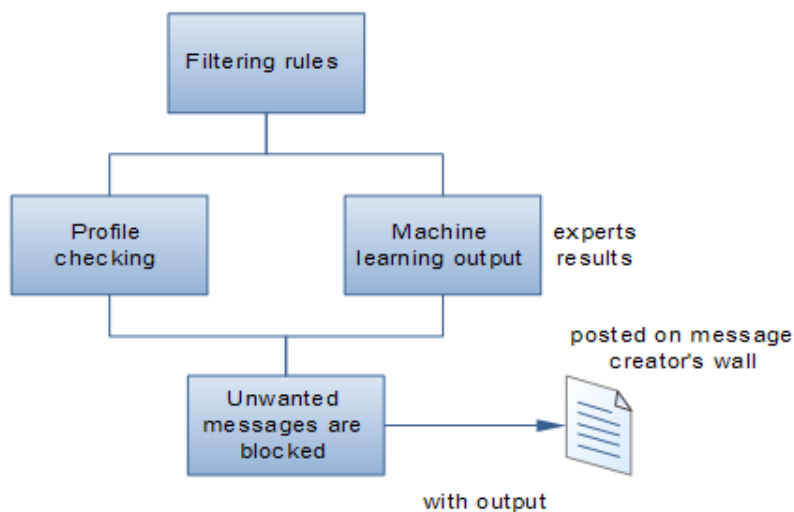 Filtering rules
Profile
checking
Machine
learning output
experts
results
posted on message
creator's wall
Unwanted
messages are
blocked
with output